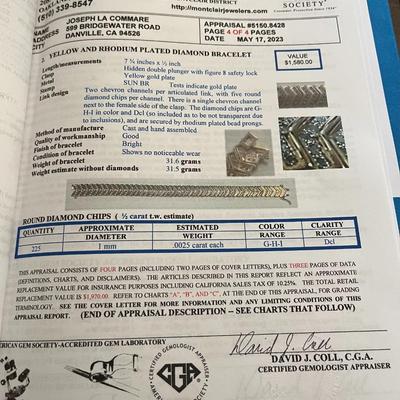 (510) 339-8547
http://montclairjewelers.com
SOCIETY
NAME
ADDRESS
CITY
JOSEPH LA COMMARE
599 BRIDGEWATER ROAD
DANVILLE, CA 94526
APPRAISAL #5150.8428
PAGE 4 OF 4 PAGES
DATE MAY 17, 2023
YELLOW AND RHODIUM PLATED DIAMOND BRACELET
VALUE
$1,580.00
Length/measurements 7 ¾ inches x ½ inch
Clasp Hidden double plunger with figure 8 safety lock
Metal Yellow gold plate
Stamp SUN BR Tests indicate gold plate
Link design Two chevron channels per articulated link, with five round
diamond chips per channel. There is a single chevron channel
next to the female side of the clasp. The diamond chips are G-
H-I in color and Dcl (so included as to be not transparent due
to inclusions), and are secured by rhodium plated bead prongs.
Method of manufacture Cast and hand assembled
Quality of workmanship Good
Finish of bracelet Bright
Condition of bracelet Shows no noticeable wear
Weight of bracelet 31.6 grams
Weight estimate without diamonds 31.5 grams
ROUND DIAMOND CHIPS ( ½ carat t.w. estimate)
QUANTITY APPROXIMATE DIAMETER ESTIMATED WEIGHT COLOR RANGE CLARITY RANGE
225 1 mm .0025 carat each G-H-I Dcl
THIS APPRAISAL CONSISTS OF FOUR PAGES (INCLUDING TWO PAGES OF COVER LETTERS), PLUS THREE PAGES OF DATA
(DEFINITIONS, CHARTS, AND DISCLAIMERS). THE ARTICLES DESCRIBED IN THIS REPORT REFLECT AN APPROXIMATE
REPLACEMENT VALUE FOR INSURANCE PURPOSES INCLUDING CALIFORNIA SALES TAX OF 10.25%. THE TOTAL RETAIL
REPLACEMENT VALUE IS $1,970.00. REFER TO CHARTS "A", "B", AND "C", AT THE END OF THIS APPRAISAL, FOR GRADING
TERMINOLOGY. SEE THE COVER LETTER FOR MORE INFORMATION AND ANY LIMITING CONDITIONS OF THIS
APPRAISAL. (END OF APPRAISAL DESCRIPTION -- SEE CHARTS THAT FOLLOW)
AMERICAN GEM SOCIETY-ACCREDITED GEM LABORATORY
CGA
David J. Coll
DAVID J. COLL, C.G.A.
CERTIFIED GEMOLOGIST APPRAISER